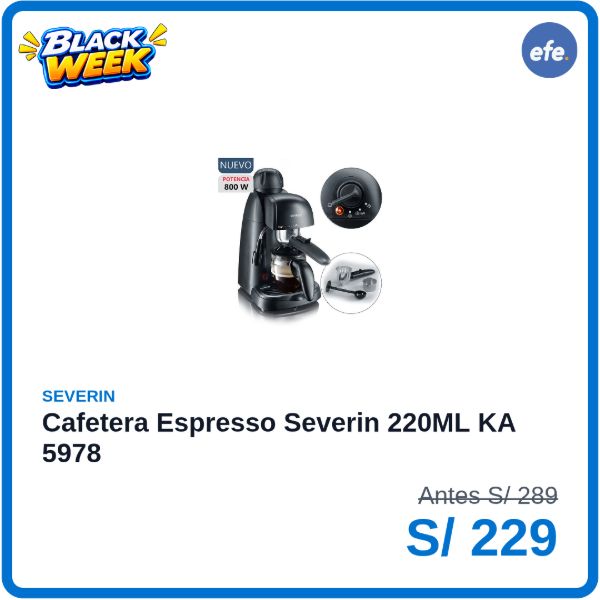 BLACK
WEEK
efe.
NUEVO
POTENCIA
800 W
SEVERIN
Cafetera Espresso Severin 220ML KA
5978
Antes S/ 289
S/ 229